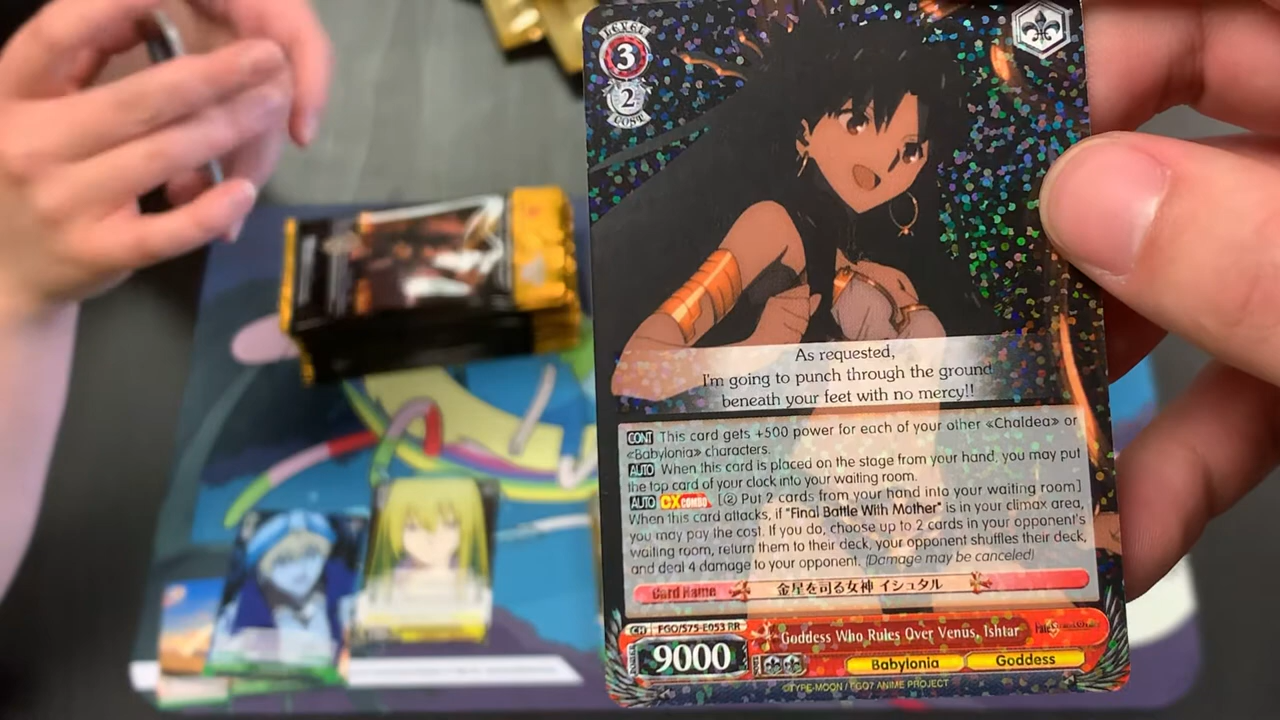 LEVEL
3
2
COST
As requested,
I'm going to punch through the ground
beneath your feet with no mercy!!
CONT This card gets +500 power for each of your other «Chaldea» or
«Babylonia» characters.
AUTO When this card is placed on the stage from your hand, you may put
the top card of your clock into your waiting room.
AUTO CXCOMBO [② Put 2 cards from your hand into your waiting room]
When this card attacks, if "Final Battle With Mother" is in your climax area,
you may pay the cost. If you do, choose up to 2 cards in your opponent's
waiting room, return them to their deck, your opponent shuffles their deck,
and deal 4 damage to your opponent. (Damage may be canceled)
Card Name 金星を司る女神 イシュタル
CH FGO/S75-E053 RR
Goddess Who Rules Over Venus, Ishtar
Fate/Grand Order
POWER 9000
Babylonia Goddess
©TYPE-MOON / FGO7 ANIME PROJECT